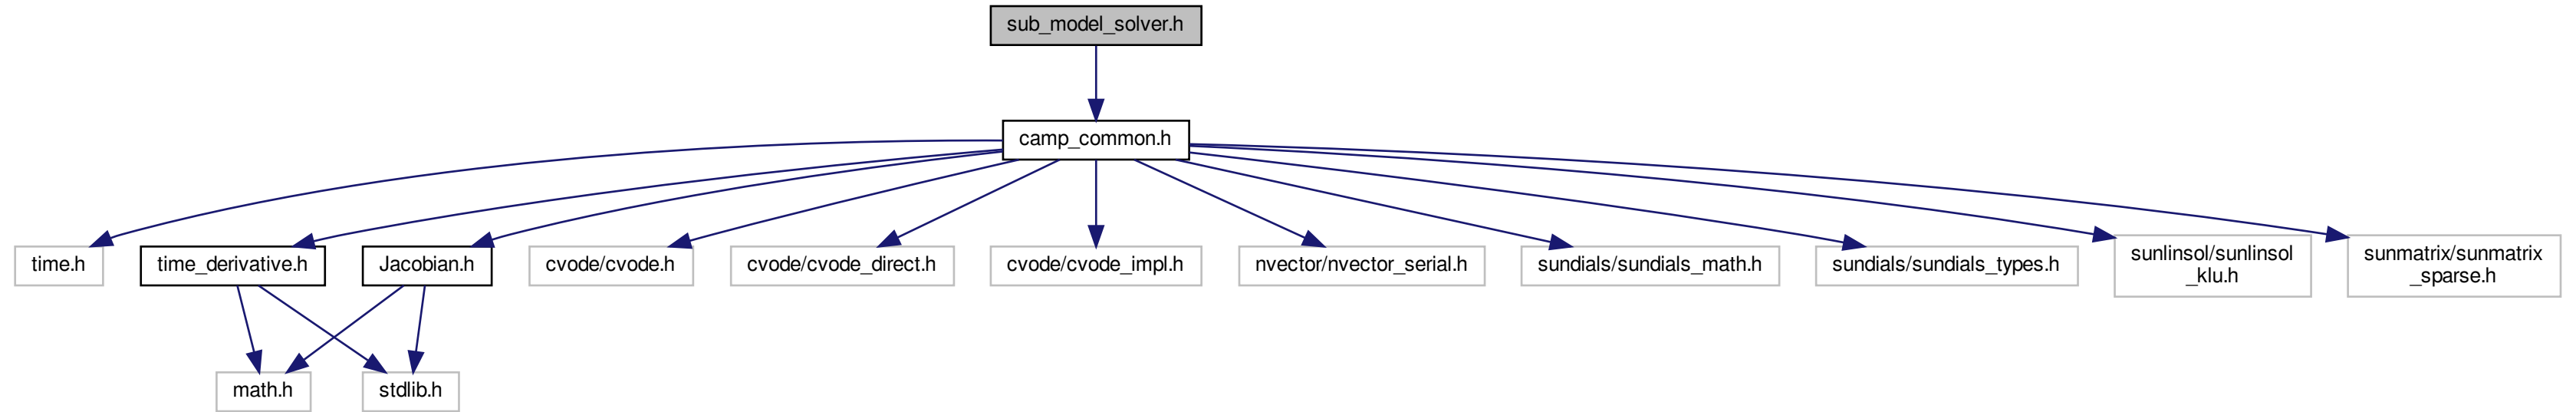 sub_model_solver.h
camp_common.h
time.h
time_derivative.h
Jacobian.h
cvode/cvode.h
cvode/cvode_direct.h
cvode/cvode_impl.h
nvector/nvector_serial.h
sundials/sundials_math.h
sundials/sundials_types.h
sunlinsol/sunlinsol
_klu.h
sunmatrix/sunmatrix
_sparse.h
math.h
stdlib.h